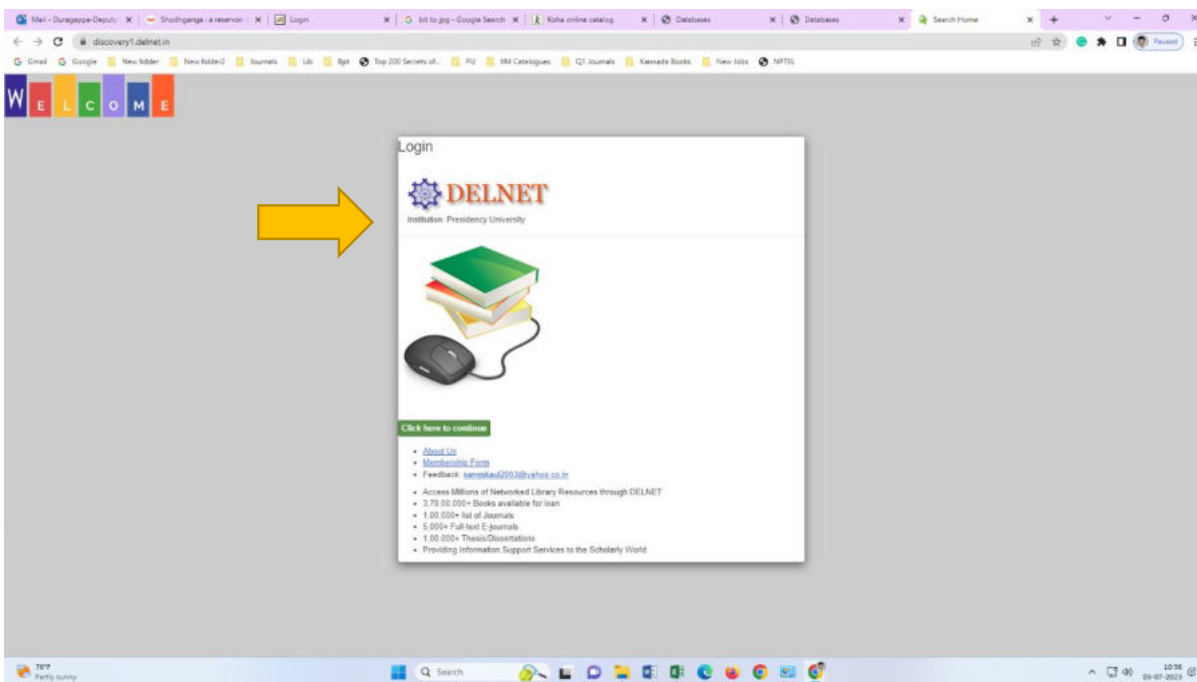 Mail - Duragappa-Deputy
Shodhganga : a reservoir
Login
bit to jpg - Google Search
Koha online catalog
Databases
Databases
Search Home
discovery1.delnet.in
Paused
Gmail
Google
New folder
New folder2
Journals
Lib
Rpt
Top 200 Secrets of...
PU
IIM Catelogues
Q1 Journals
Kannada Books
New Jobs
NPTEL
WELCOME
Login
DELNET
Institution: Presidency University
Click here to continue
• About Us
• Membership Form
• Feedback:
• Access Millions of Networked Library Resources through DELNET
• 3,70,00,000+ Books available for loan
• 1,00,000+ list of Journals
• 5,000+ Full-text E-journals
• 1,00,000+ Thesis/Dissertations
• Providing Information Support Services to the Scholarly World
76°F
Partly sunny
Search
10:56
03-07-2023